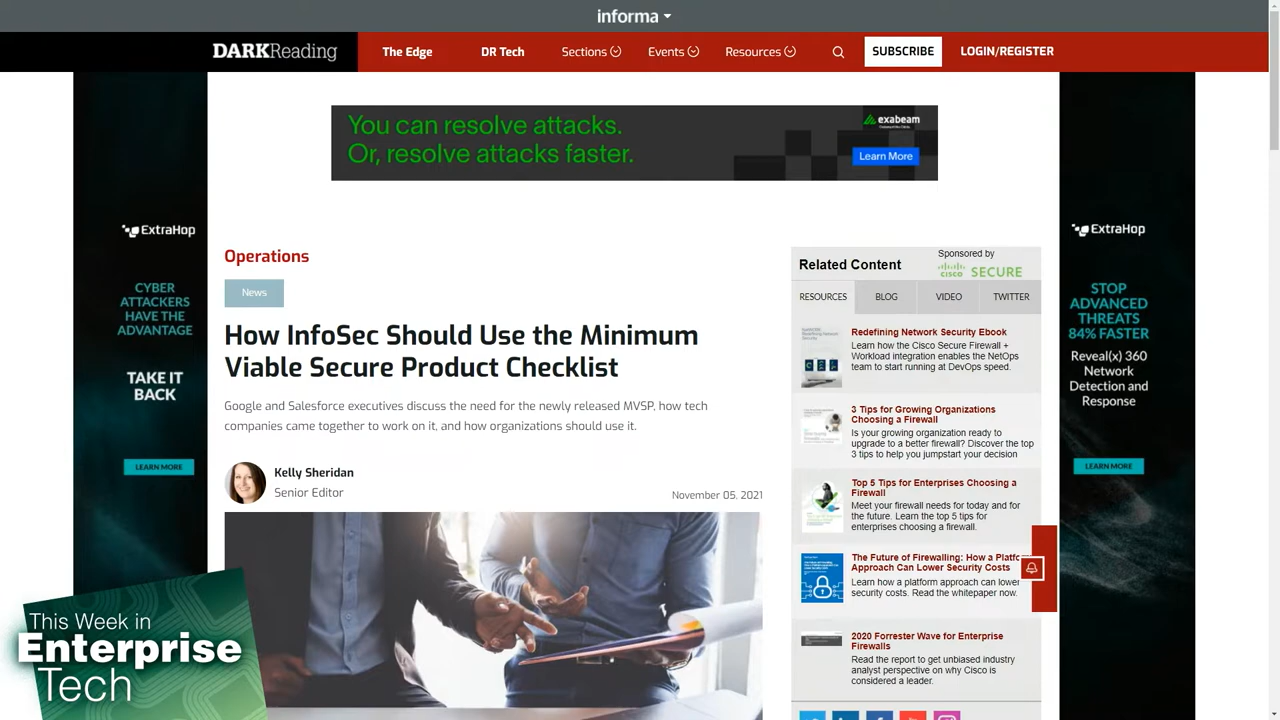 informa
DARKReading
The Edge
DR Tech
Sections
Events
Resources
SUBSCRIBE
LOGIN/REGISTER
You can resolve attacks.
Or, resolve attacks faster.
exabeam
Learn More
ExtraHop
CYBER
ATTACKERS
HAVE THE
ADVANTAGE
TAKE IT
BACK
LEARN MORE
Operations
News
How InfoSec Should Use the Minimum
Viable Secure Product Checklist
Google and Salesforce executives discuss the need for the newly released MVSP, how tech
companies came together to work on it, and how organizations should use it.
Kelly Sheridan
Senior Editor
November 05, 2021
Related Content
Sponsored by
cisco SECURE
RESOURCES
BLOG
VIDEO
TWITTER
Redefining Network Security Ebook
Learn how the Cisco Secure Firewall +
Workload integration enables the NetOps
team to start running at DevOps speed.
3 Tips for Growing Organizations
Choosing a Firewall
Is your growing organization ready to
upgrade to a better firewall? Discover the top
3 tips to help you jumpstart your decision
Top 5 Tips for Enterprises Choosing a
Firewall
Meet your firewall needs for today and for
the future. Learn the top 5 tips for
enterprises choosing a firewall.
The Future of Firewalling: How a Platfo
Approach Can Lower Security Costs
Learn how a platform approach can lower
security costs. Read the whitepaper now.
2020 Forrester Wave for Enterprise
Firewalls
Read the report to get unbiased industry
analyst perspective on why Cisco is
considered a leader.
ExtraHop
STOP
ADVANCED
THREATS
84% FASTER
Reveal(x) 360
Network
Detection and
Response
LEARN MORE
This Week in
Enterprise
Tech